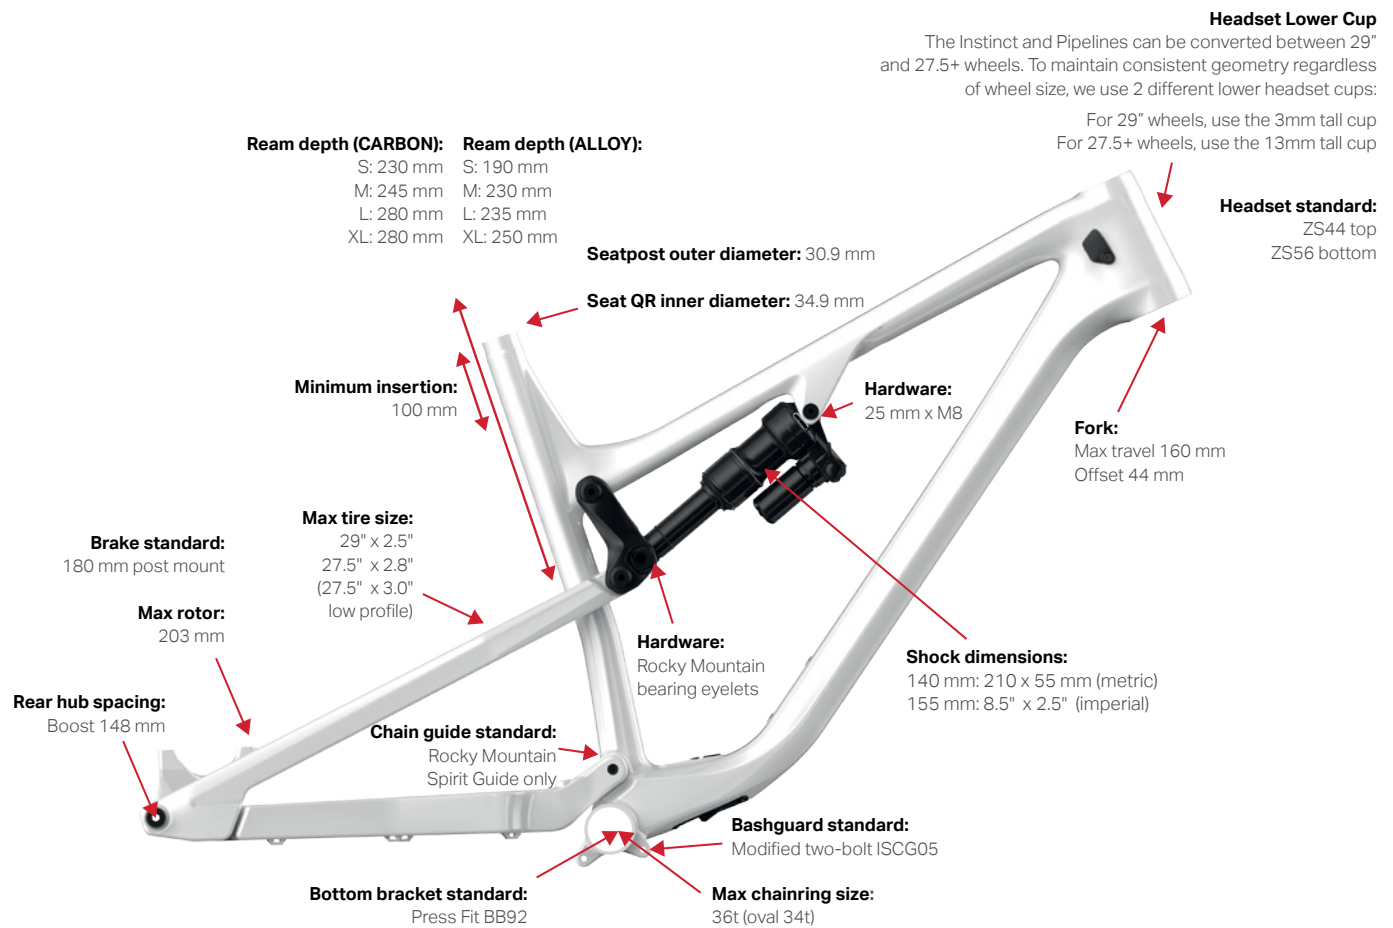 Headset Lower Cup
The Instinct and Pipelines can be converted between 29”
and 27.5+ wheels. To maintain consistent geometry regardless
of wheel size, we use 2 different lower headset cups:
For 29” wheels, use the 3mm tall cup
For 27.5+ wheels, use the 13mm tall cup
Ream depth (CARBON):
S: 230 mm
M: 245 mm
L: 280 mm
XL: 280 mm
Ream depth (ALLOY):
S: 190 mm
M: 230 mm
L: 235 mm
XL: 250 mm
Headset standard:
ZS44 top
ZS56 bottom
Seatpost outer diameter: 30.9 mm
Seat QR inner diameter: 34.9 mm
Minimum insertion:
100 mm
Hardware:
25 mm x M8
Fork:
Max travel 160 mm
Offset 44 mm
Max tire size:
29" x 2.5"
27.5" x 2.8"
(27.5" x 3.0"
low profile)
Brake standard:
180 mm post mount
Max rotor:
203 mm
Hardware:
Rocky Mountain
bearing eyelets
Shock dimensions:
140 mm: 210 x 55 mm (metric)
155 mm: 8.5" x 2.5" (imperial)
Rear hub spacing:
Boost 148 mm
Chain guide standard:
Rocky Mountain
Spirit Guide only
Bashguard standard:
Modified two-bolt ISCG05
Bottom bracket standard:
Press Fit BB92
Max chainring size:
36t (oval 34t)